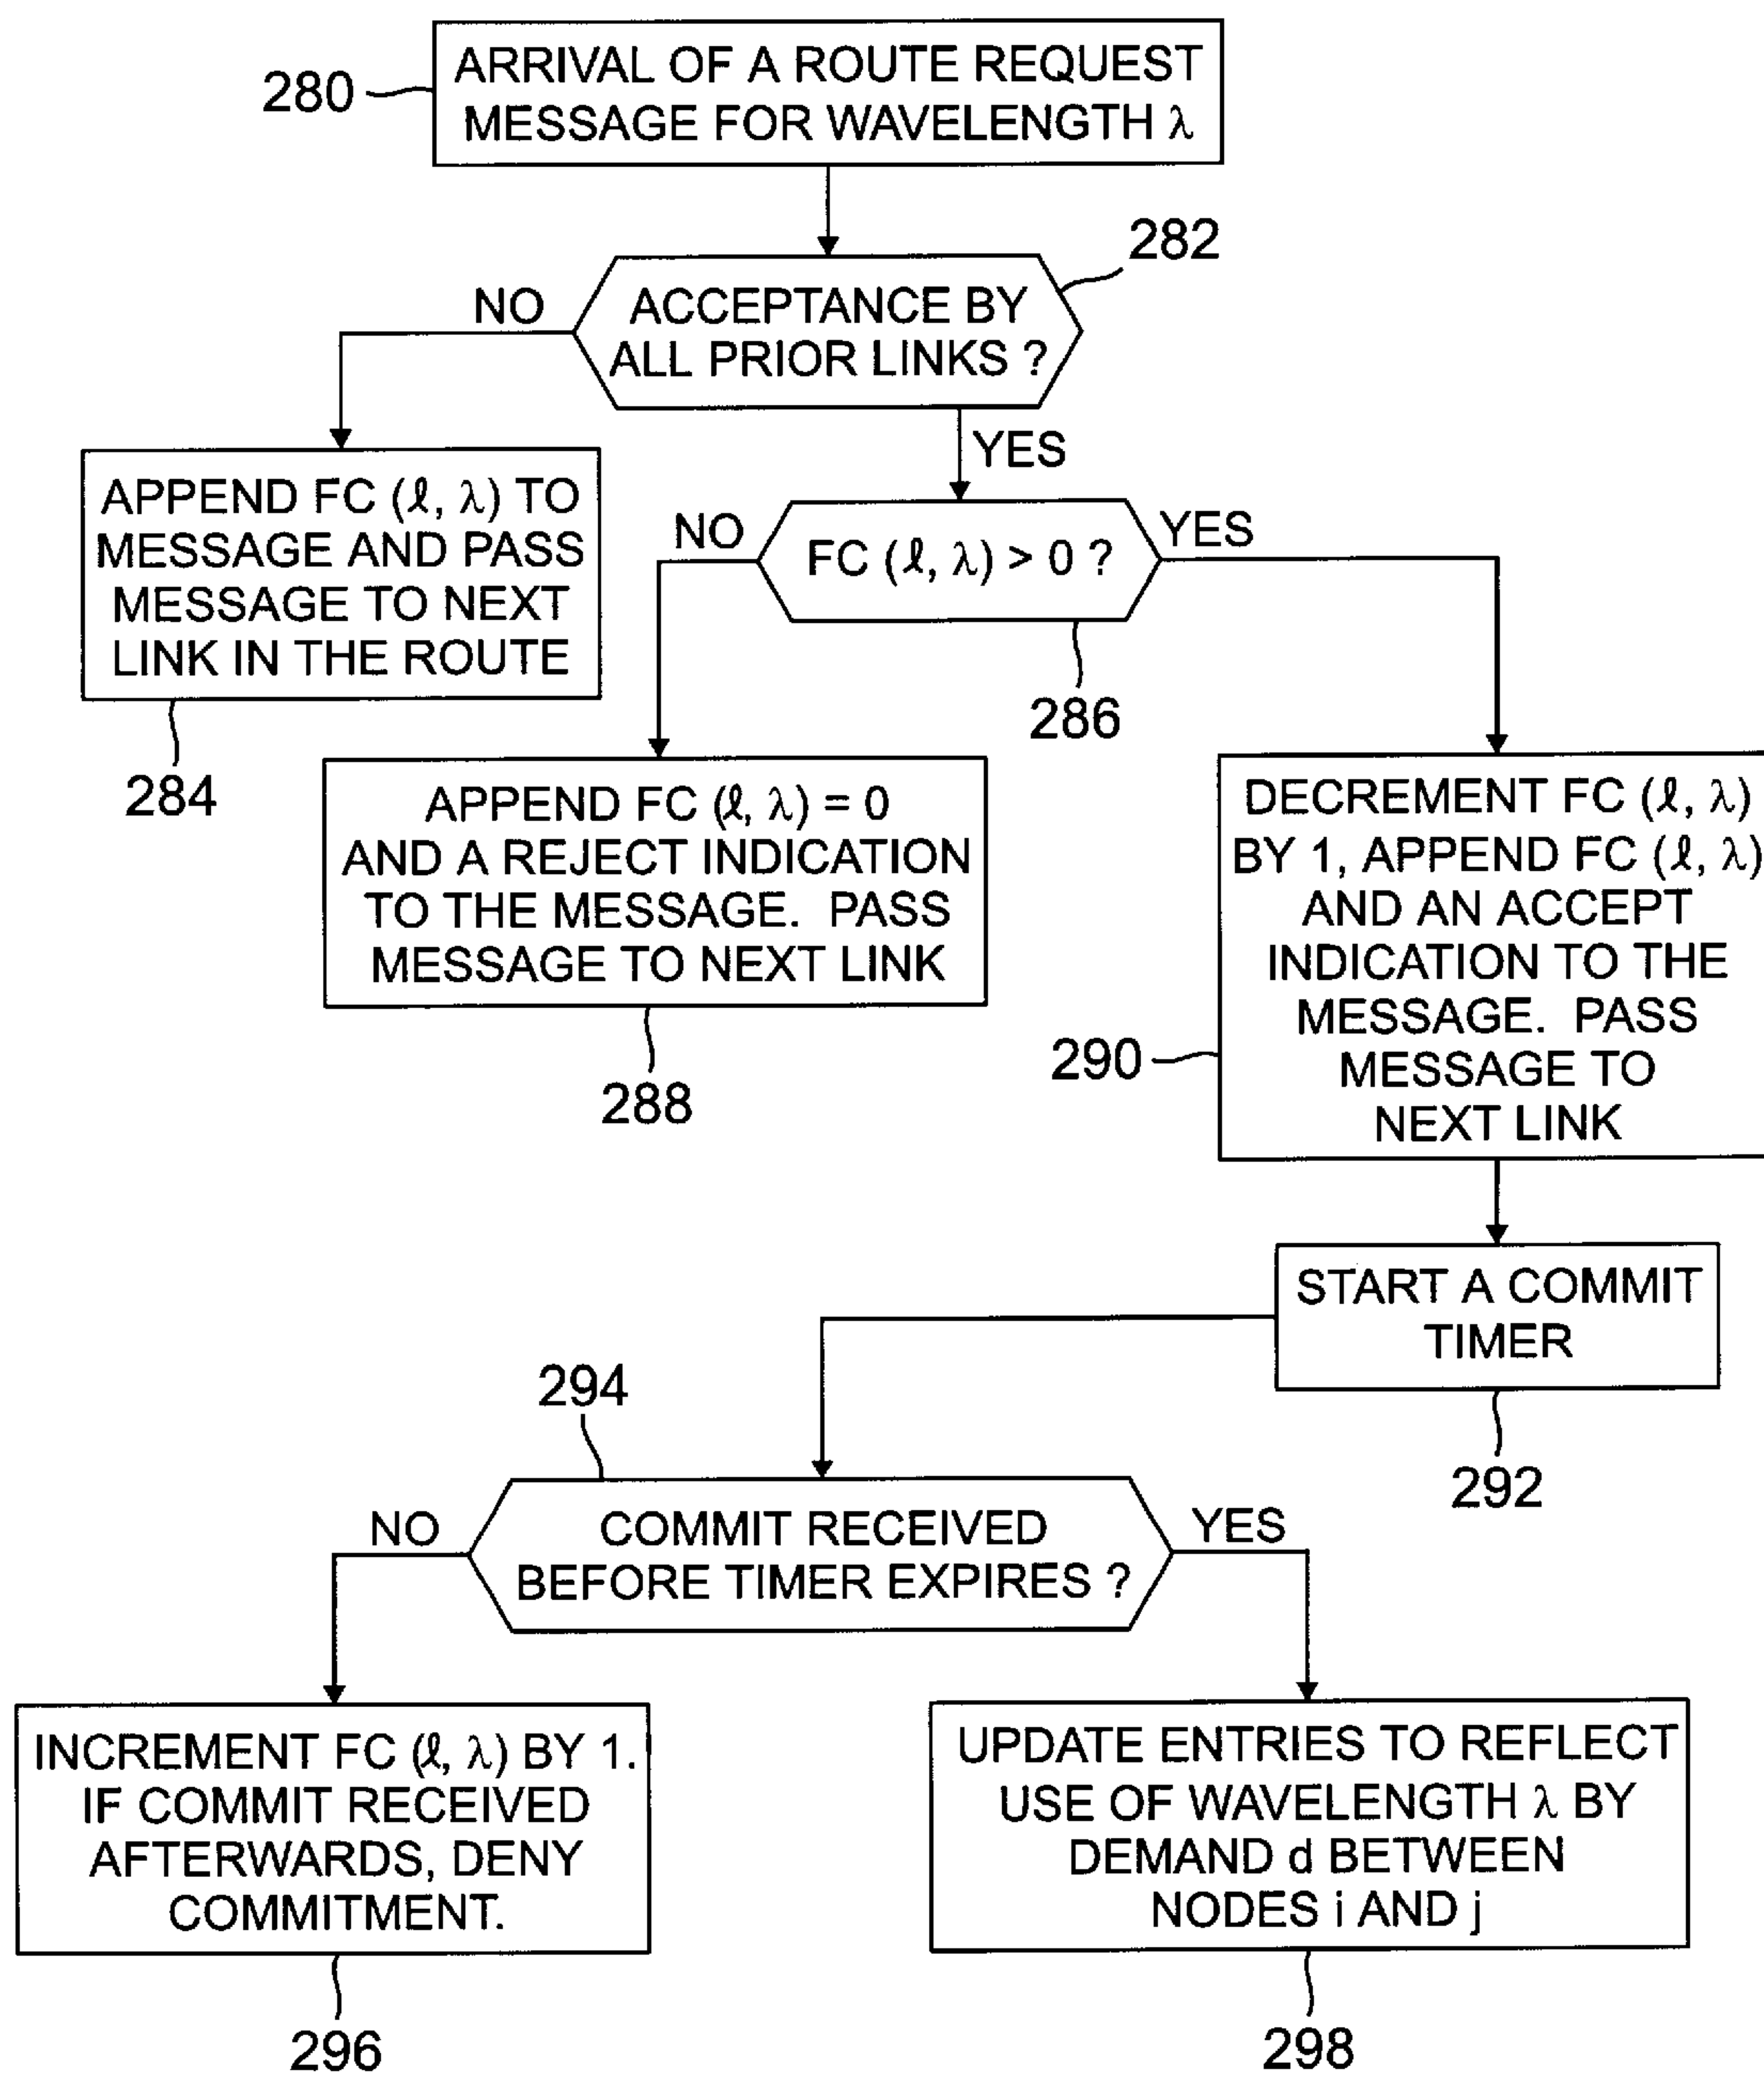 ARRIVAL OF A ROUTE REQUEST
MESSAGE FOR WAVELENGTH λ
280
282
NO
ACCEPTANCE BY
ALL PRIOR LINKS ?
YES
APPEND FC (ℓ, λ) TO
MESSAGE AND PASS
MESSAGE TO NEXT
LINK IN THE ROUTE
284
NO
FC (ℓ, λ) > 0 ?
YES
286
APPEND FC (ℓ, λ) = 0
AND A REJECT INDICATION
TO THE MESSAGE. PASS
MESSAGE TO NEXT LINK
288
DECREMENT FC (ℓ, λ)
BY 1, APPEND FC (ℓ, λ)
AND AN ACCEPT
INDICATION TO THE
MESSAGE. PASS
MESSAGE TO
NEXT LINK
290
START A COMMIT
TIMER
292
294
NO
COMMIT RECEIVED
BEFORE TIMER EXPIRES ?
YES
INCREMENT FC (ℓ, λ) BY 1.
IF COMMIT RECEIVED
AFTERWARDS, DENY
COMMITMENT.
296
UPDATE ENTRIES TO REFLECT
USE OF WAVELENGTH λ BY
DEMAND d BETWEEN
NODES i AND j
298